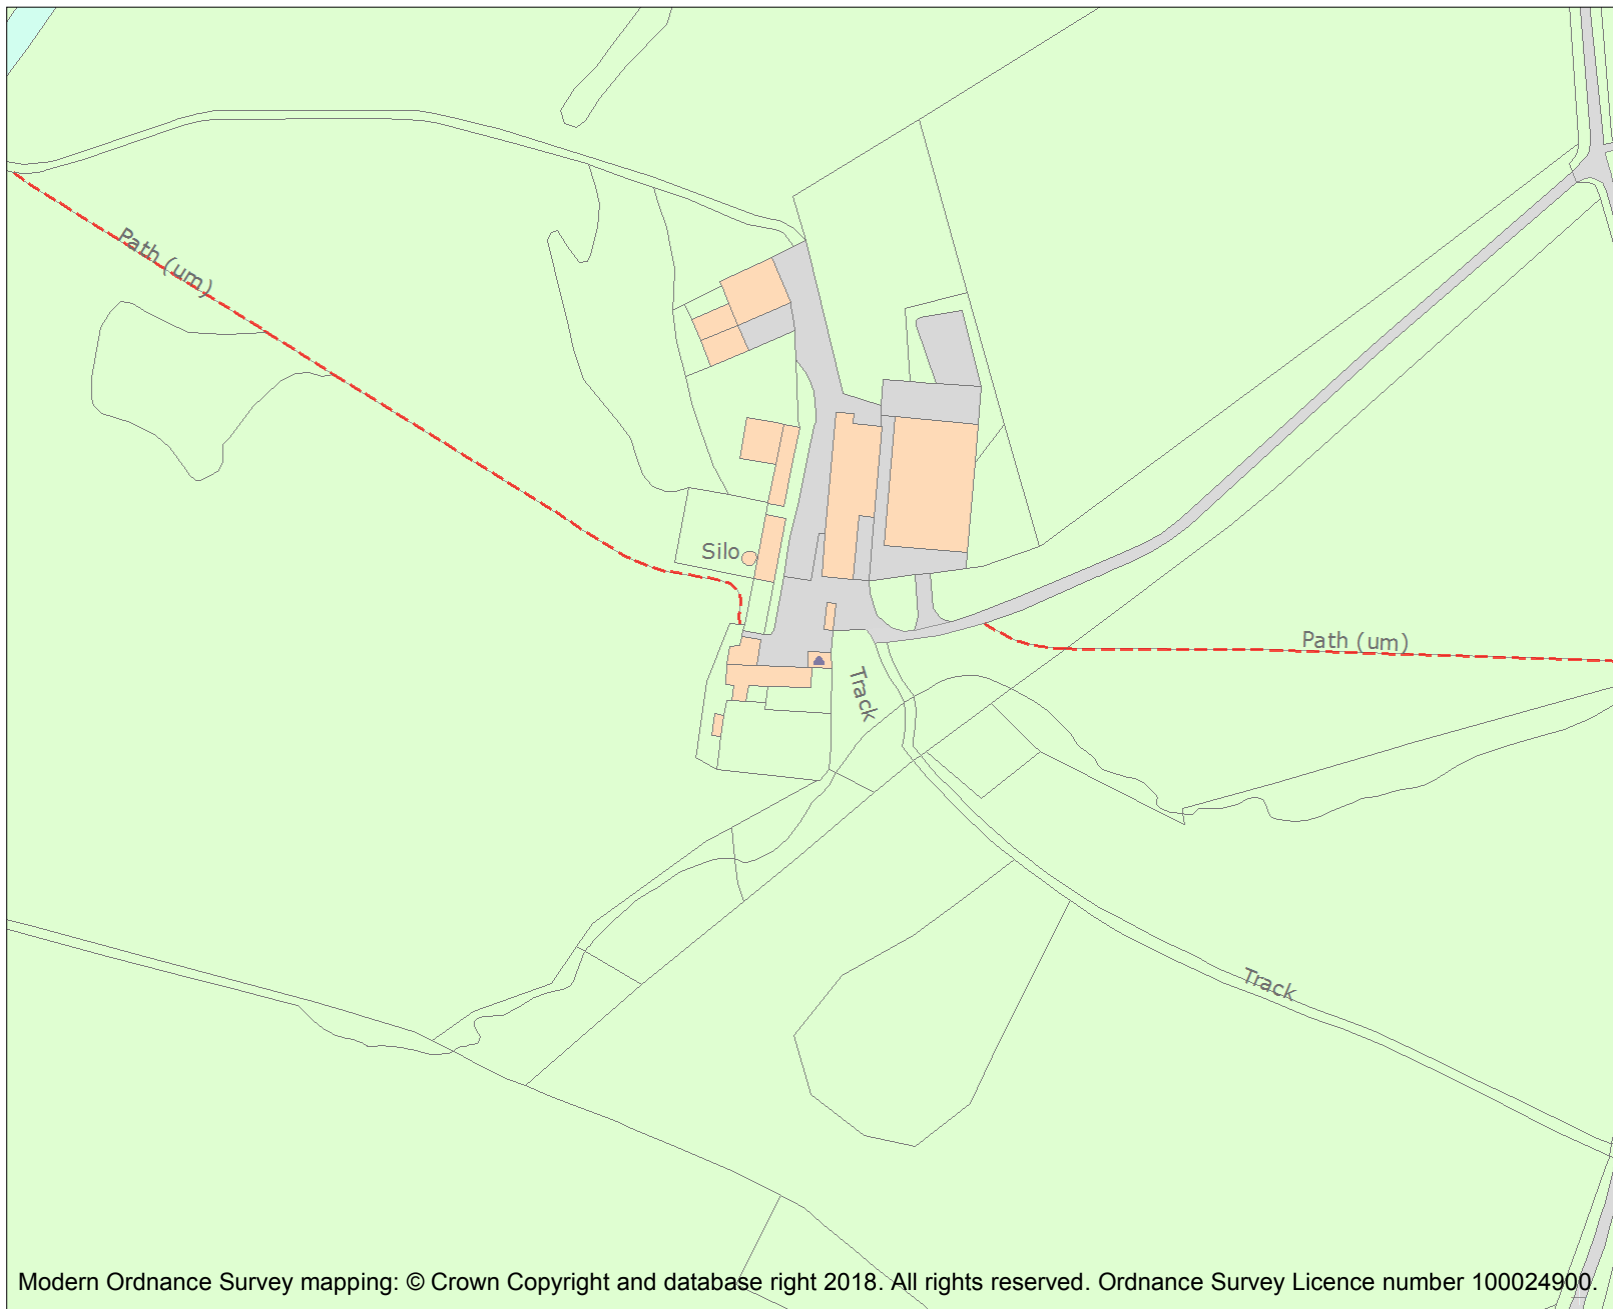 Path (um)
Silo
Path (um)
Track
Track
Modern Ordnance Survey mapping: © Crown Copyright and database right 2018. All rights reserved. Ordnance Survey Licence number 100024900.